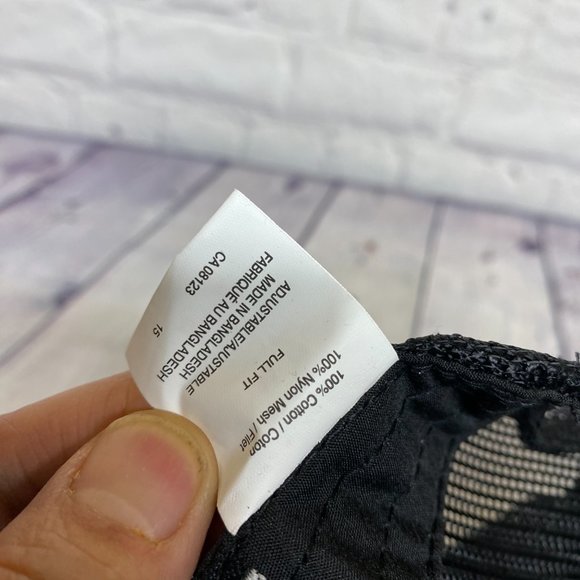 100% Cotton / Coton
100% Nylon Mesh / Filet
FULL FIT
ADJUSTABLE/AJUSTABLE
MADE IN BANGLADESH
FABRIQUÉ AU BANGLADESH
CA 08123
15